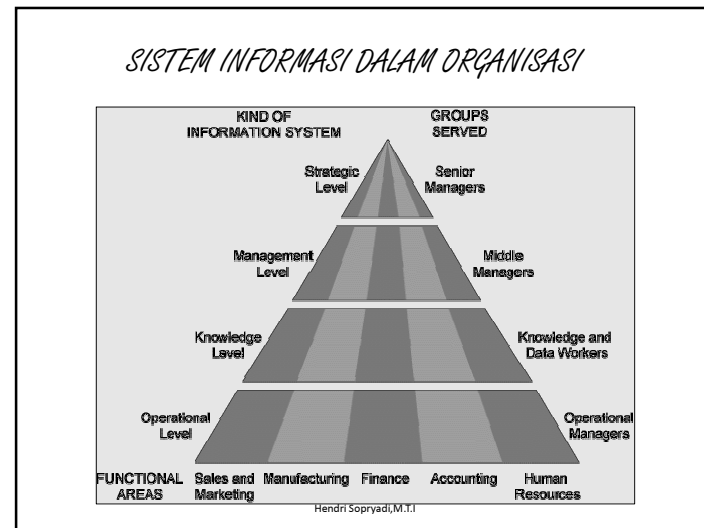 SISTEM INFORMASI DALAM ORGANISASI
KIND OF
INFORMATION SYSTEM
GROUPS
SERVED
Strategic
Level
Senior
Managers
Management
Level
Middle
Managers
Knowledge
Level
Knowledge and
Data Workers
Operational
Level
Operational
Managers
FUNCTIONAL
AREAS
Sales and
Marketing
Manufacturing
Finance
Accounting
Human
Resources
Hendri Sopryadi,M.T.I